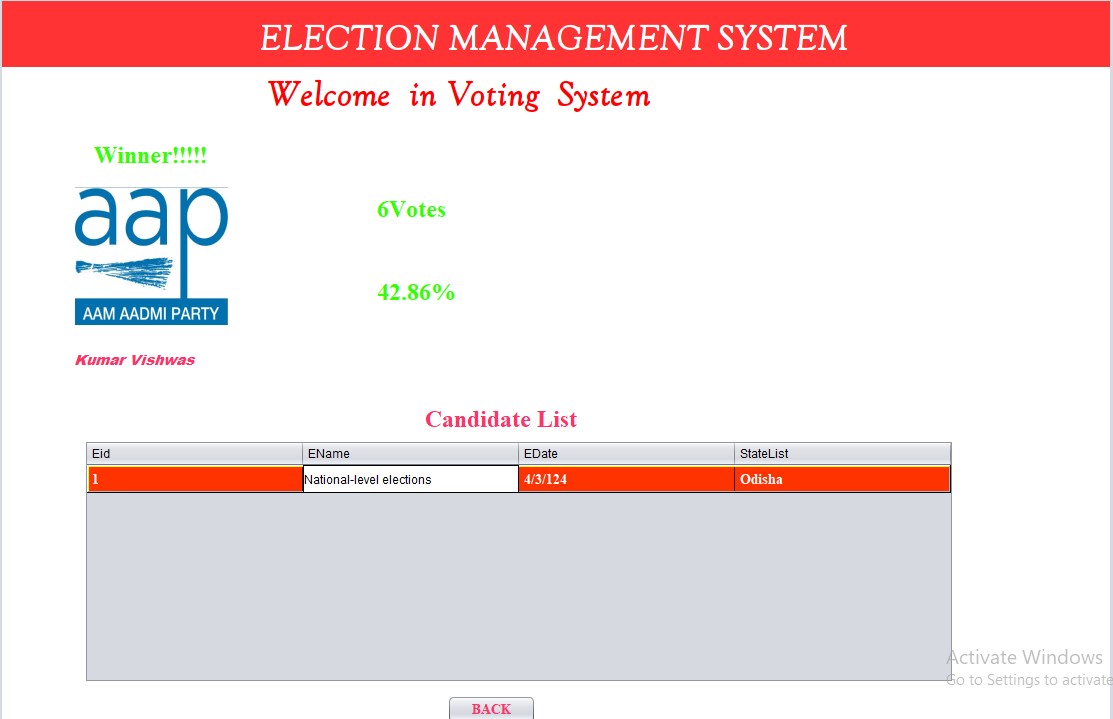 ELECTION MANAGEMENT SYSTEM
Welcome in Voting System
Winner!!!!!
aap
AAM AADMI PARTY
6Votes
42.86%
Kumar Vishwas
Candidate List
Eid EName EDate StateList
1 National-level elections 4/3/124 Odisha
Activate Windows
Go to Settings to activate
BACK